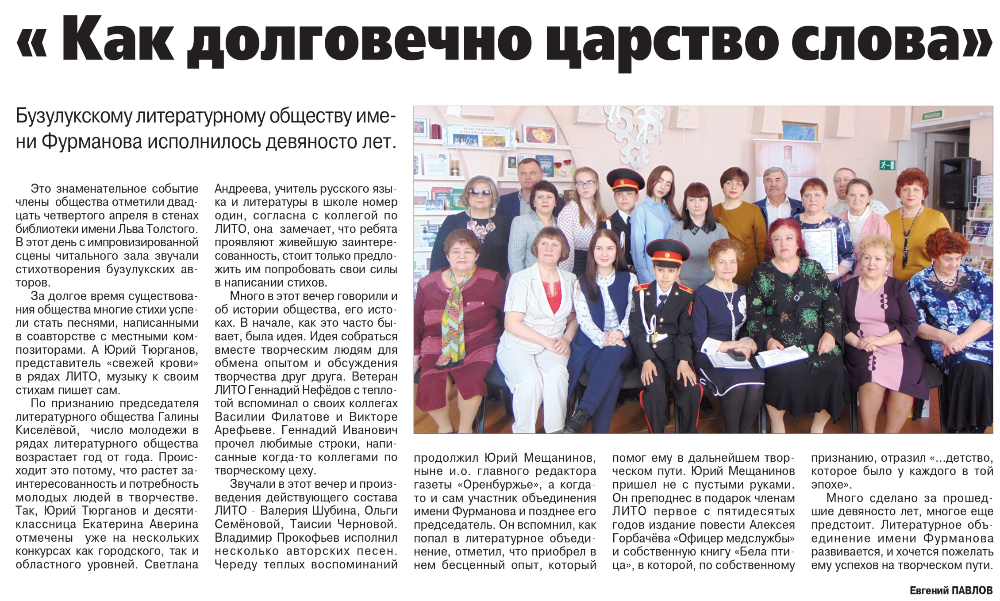 « Как долговечно царство слова»
Бузулукскому литературному обществу име-
ни Фурманова исполнилось девяносто лет.
Это знаменательное событие
члены общества отметили двад-
цать четвертого апреля в стенах
библиотеки имени Льва Толстого.
В этот день с импровизированной
сцены читального зала звучали
стихотворения бузулукских ав-
торов.
За долгое время существова-
ния общества многие стихи успе-
ли стать песнями, написанными
в соавторстве с местными ком-
позиторами. А Юрий Тюрганов,
представитель «свежей крови»
в рядах ЛИТО, музыку к своим
стихам пишет сам.
По признанию председателя
литературного общества Галины
Киселёвой, число молодежи в
рядах литературного общества
возрастает год от года. Проис-
ходит это потому, что растет за-
интересованность и потребность
молодых людей в творчестве.
Так, Юрий Тюрганов и десяти-
классница Екатерина Аверина
отмечены уже на нескольких
конкурсах как городского, так и
областного уровней. Светлана
Андреева, учитель русского язы-
ка и литературы в школе номер
один, согласна с коллегой по
ЛИТО, она замечает, что ребята
проявляют живейшую заинтере-
сованность, стоит только предло-
жить им попробовать свои силы
в написании стихов.
Много в этот вечер говорили и
об истории общества, его исто-
ках. В начале, как это часто бы-
вает, была идея. Идея собраться
вместе творческим людям для
обмена опытом и обсуждения
творчества друг друга. Ветеран
ЛИТО Геннадий Нефёдов с тепло-
той вспоминал о своих коллегах
Василии Филатове и Викторе
Арефьеве. Геннадий Иванович
прочел любимые строки, напи-
санные когда-то коллегами по
творческому цеху.
Звучали в этот вечер и произ-
ведения действующего состава
ЛИТО - Валерия Шубина, Ольги
Семёновой, Таисии Черновой.
Владимир Прокофьев исполнил
несколько авторских песен.
Череду теплых воспоминаний
ТЕАТР УЖ ПОЛОН
КЛАССИКА НА СЦЕНЕ
ВЫХОД
продолжил Юрий Мещанинов,
ныне и.о. главного редактора
газеты «Оренбуржье», а когда-
то и сам участник объединения
имени Фурманова и позднее его
председатель. Он вспомнил, как
попал в литературное объеди-
нение, отметил, что приобрел в
нем бесценный опыт, который
помог ему в дальнейшем твор-
ческом пути. Юрий Мещанинов
пришел не с пустыми руками.
Он преподнес в подарок членам
ЛИТО первое с пятидесятых
годов издание повести Алексея
Горбачёва «Офицер медслужбы»
и собственную книгу «Бела пти-
ца», в которой, по собственному
признанию, отразил «...детство,
которое было у каждого в той
эпохе».
Много сделано за прошед-
шие девяносто лет, многое еще
предстоит. Литературное объ-
единение имени Фурманова
развивается, и хочется пожелать
ему успехов на творческом пути.
Евгений ПАВЛОВ